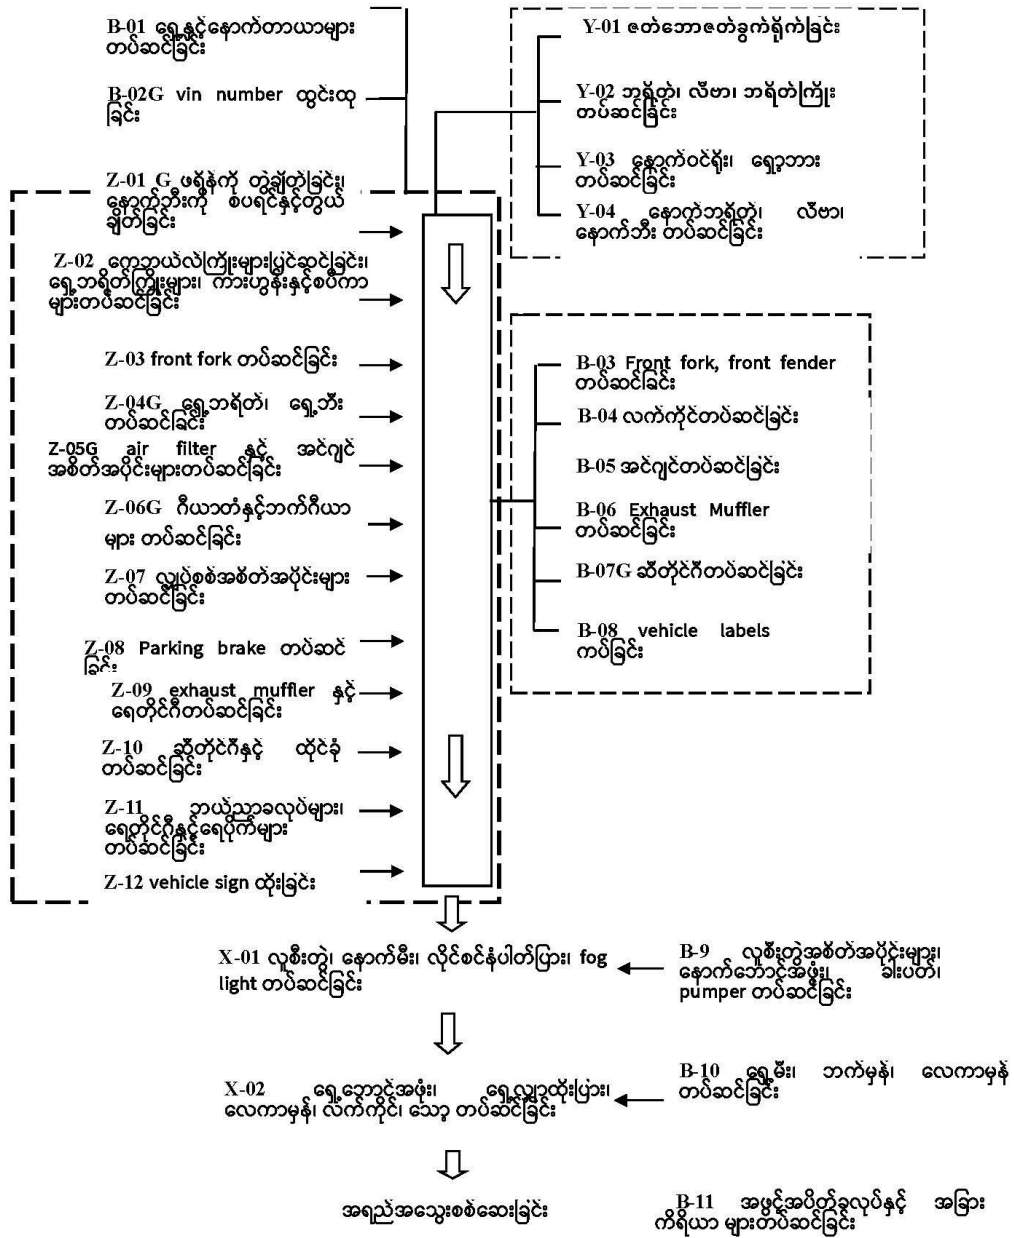 B-01 ရှေ့နှင့်နောက်တာယာများ
တပ်ဆင်ခြင်း
B-02G vin number ထွင်းထု
ခြင်း
Z-01 G ဖရိန်ကို တွဲချိတ်ခြင်း၊
နောက်ဘီးကို စပရင်နှင့်တွယ်
ချိတ်ခြင်း
Z-02 ကေဘယ်လ်ကြိုးများပြင်ဆင်ခြင်း၊
ရှေ့ဘရိတ်ကြိုးများ၊ ကားဟွန်းနှင့်စပီကာ
များတပ်ဆင်ခြင်း
Z-03 front fork တပ်ဆင်ခြင်း
Z-04G ရှေ့ဘရိတ်၊ ရှေ့ဘီး
တပ်ဆင်ခြင်း
Z-05G air filter နှင့် အင်ဂျင်
အစိတ်အပိုင်းများတပ်ဆင်ခြင်း
Z-06G ဂီယာတံနှင့်ဘက်ဂီယာ
များ တပ်ဆင်ခြင်း
Z-07 လျှပ်စစ်အစိတ်အပိုင်းများ
တပ်ဆင်ခြင်း
Z-08 Parking brake တပ်ဆင်
ခြင်း
Z-09 exhaust muffler နှင့်
ရေတိုင်ကီတပ်ဆင်ခြင်း
Z-10 ဆီတိုင်ဂီနှင့် ထိုင်ခုံ
တပ်ဆင်ခြင်း
Z-11 ဘယ်ညာခလုပ်များ၊
ရေတိုင်ဂီနှင့်ရေပိုက်များ
တပ်ဆင်ခြင်း
Z-12 vehicle sign ထိုးခြင်း
Y-01 ဇတ်ဘောဇတ်ခွက်ရိုက်ခြင်း
Y-02 ဘရိတ်၊ လီဗာ၊ ဘရိတ်ကြိုး
တပ်ဆင်ခြင်း
Y-03 နောက်ဝင်ရိုး၊ ရှော့ဘား
တပ်ဆင်ခြင်း
Y-04 နောက်ဘရိတ်၊ လီဗာ၊
နောက်ဘီး တပ်ဆင်ခြင်း
B-03 Front fork, front fender
တပ်ဆင်ခြင်း
B-04 လက်ကိုင်တပ်ဆင်ခြင်း
B-05 အင်ဂျင်တပ်ဆင်ခြင်း
B-06 Exhaust Muffler
တပ်ဆင်ခြင်း
B-07G ဆီတိုင်ဂီတပ်ဆင်ခြင်း
B-08 vehicle labels
ကပ်ခြင်း
X-01 လူစီးတွဲ၊ နောက်မီး၊ လိုင်စင်နံပါတ်ပြား၊ fog
light တပ်ဆင်ခြင်း
B-9 လူစီးတွဲအစိတ်အပိုင်းများ၊
နောက်ဘောင်အဖုံး၊ ခါးပတ်၊
pumper တပ်ဆင်ခြင်း
X-02 ရှေ့ဘောင်အဖုံး၊ ရှေ့လျှာထိုးပြား၊
လေကာမှန်၊ လက်ကိုင်၊ သော့ တပ်ဆင်ခြင်း
B-10 ရှေ့မီး၊ ဘက်မှန်၊ လေကာမှန်
တပ်ဆင်ခြင်း
အရည်အသွေးစစ်ဆေးခြင်း
B-11 အဖွင့်အပိတ်ခလုပ်နှင့် အခြား
ကိရိယာ များတပ်ဆင်ခြင်း